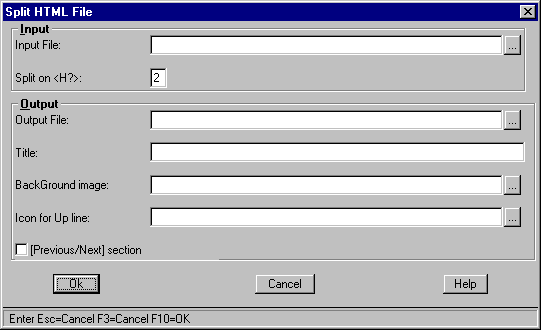 Split HTML File
Input
Input File:
...
Split on <H?>:
2
Output
Output File:
...
Title:
BackGround image:
...
Icon for Up line:
...
[Previous/Next] section
Ok
Cancel
Help
Enter Esc=Cancel F3=Cancel F10=OK